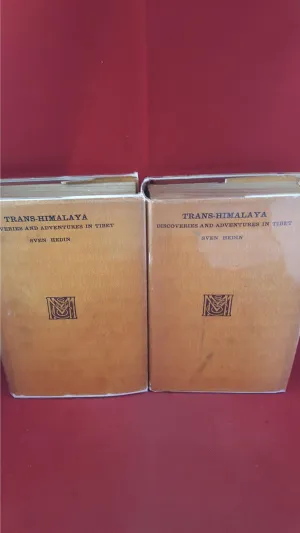 TRANS-HIMALAYA
VERIES AND ADVENTURES IN TIBET
SVEN HEDIN
TRANS-HIMALAYA
DISCOVERIES AND ADVENTURES IN TIBET
SVEN HEDIN